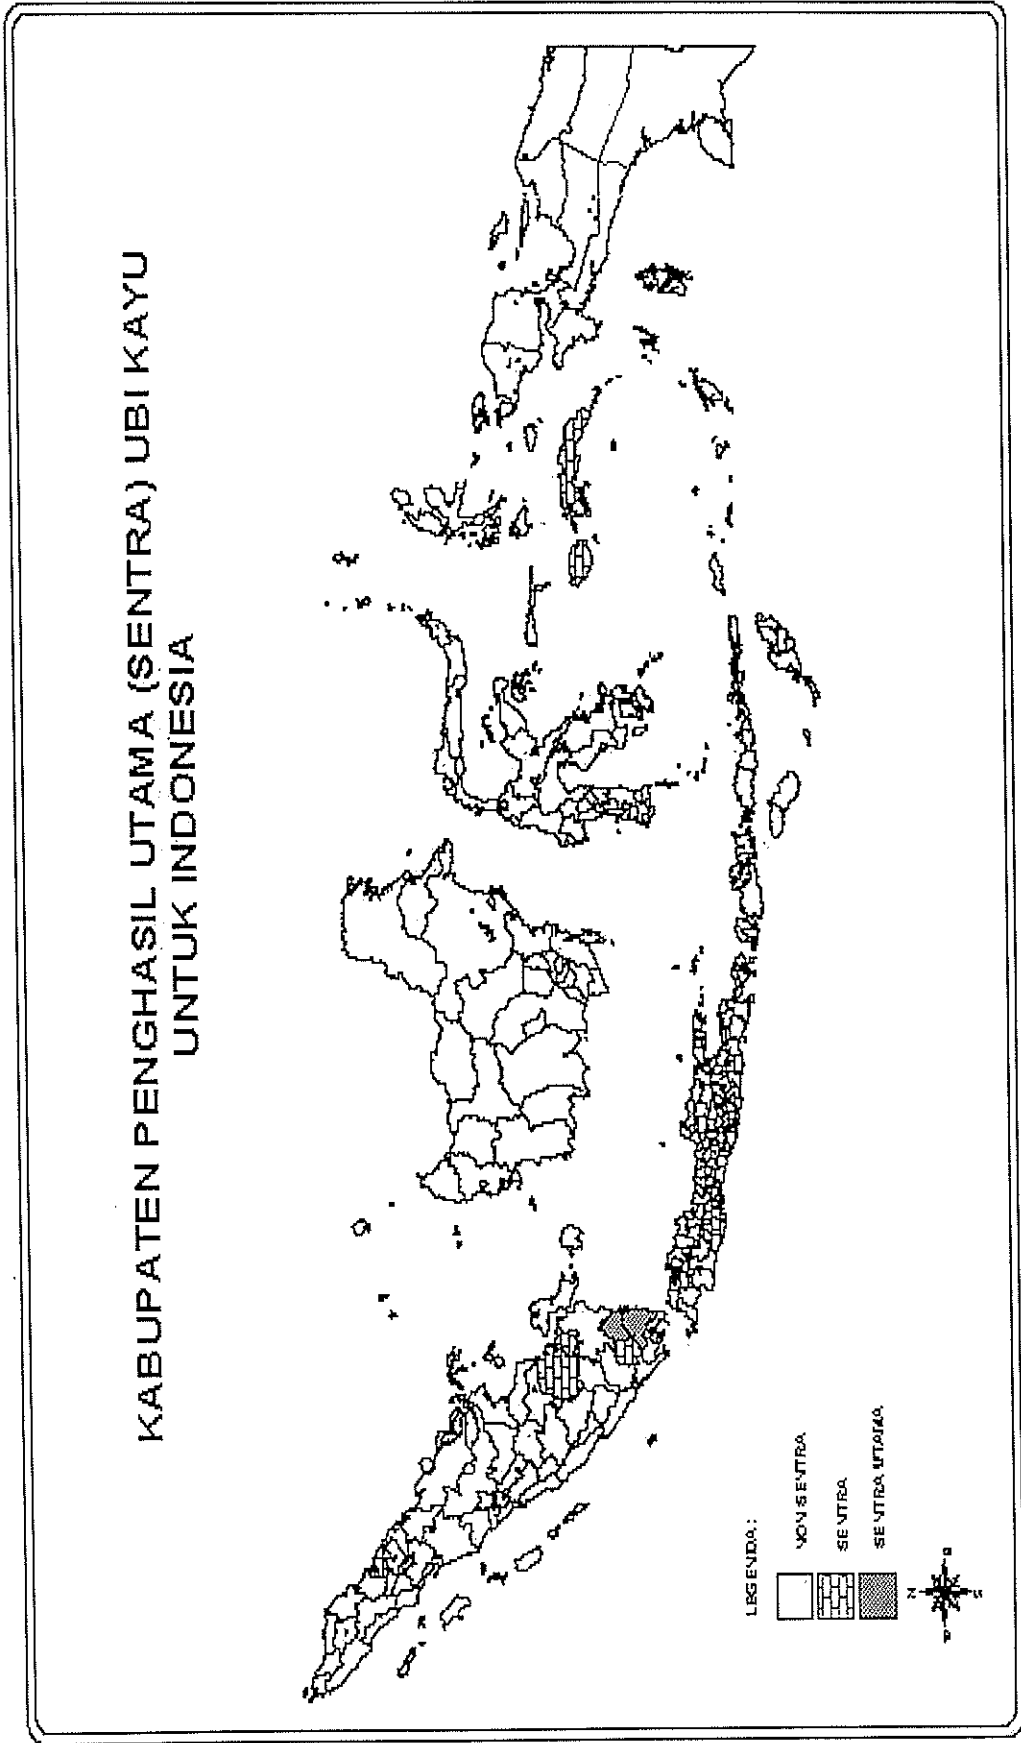 KABUPATEN PENGHASIL UTAMA (SENTRA) UBI KAYU
UNTUK INDONESIA
LEGENDA :
NON SENTRA
SENTRA
SENTRA UTAMA
N
S